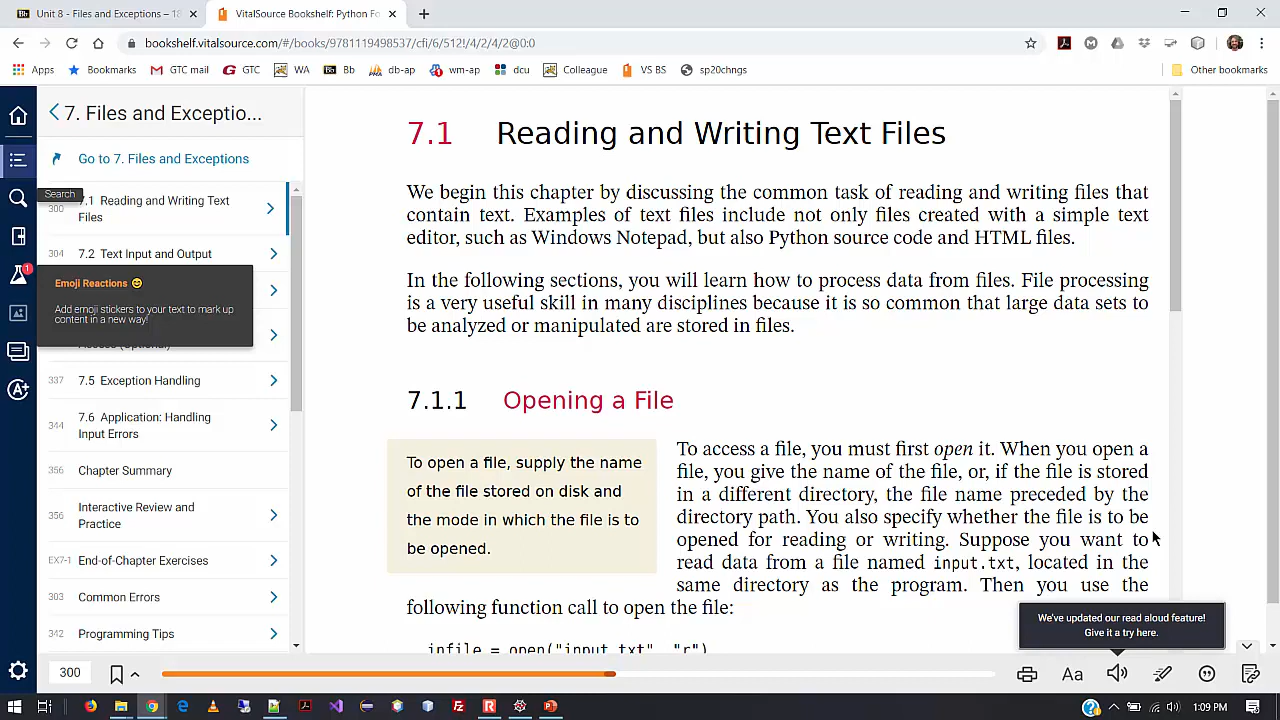 Unit 8 - Files and Exceptions – 18
VitalSource Bookshelf: Python Fo
bookshelf.vitalsource.com/#/books/9781119498537/cfi/6/512!/4/2/4/2@0:0
Apps Bookmarks GTC mail GTC WA Bb db-ap wm-ap dcu Colleague VS BS sp20chngs Other bookmarks
7. Files and Exceptio...
Go to 7. Files and Exceptions
Search
300 7.1 Reading and Writing Text
Files
304 7.2 Text Input and Output
Emoji Reactions 😊
Add emoji stickers to your text to mark up
content in a new way!
Access (Optional)
337 7.5 Exception Handling
344 7.6 Application: Handling
Input Errors
356 Chapter Summary
356 Interactive Review and
Practice
EX7-1 End-of-Chapter Exercises
303 Common Errors
342 Programming Tips
7.1 Reading and Writing Text Files
We begin this chapter by discussing the common task of reading and writing files that
contain text. Examples of text files include not only files created with a simple text
editor, such as Windows Notepad, but also Python source code and HTML files.
In the following sections, you will learn how to process data from files. File processing
is a very useful skill in many disciplines because it is so common that large data sets to
be analyzed or manipulated are stored in files.
7.1.1 Opening a File
To open a file, supply the name
of the file stored on disk and
the mode in which the file is to
be opened.
To access a file, you must first open it. When you open a
file, you give the name of the file, or, if the file is stored
in a different directory, the file name preceded by the
directory path. You also specify whether the file is to be
opened for reading or writing. Suppose you want to
read data from a file named input.txt, located in the
same directory as the program. Then you use the
following function call to open the file:
infile = open("input.txt", "r")
We've updated our read aloud feature!
Give it a try here.
300
Aa
1:09 PM